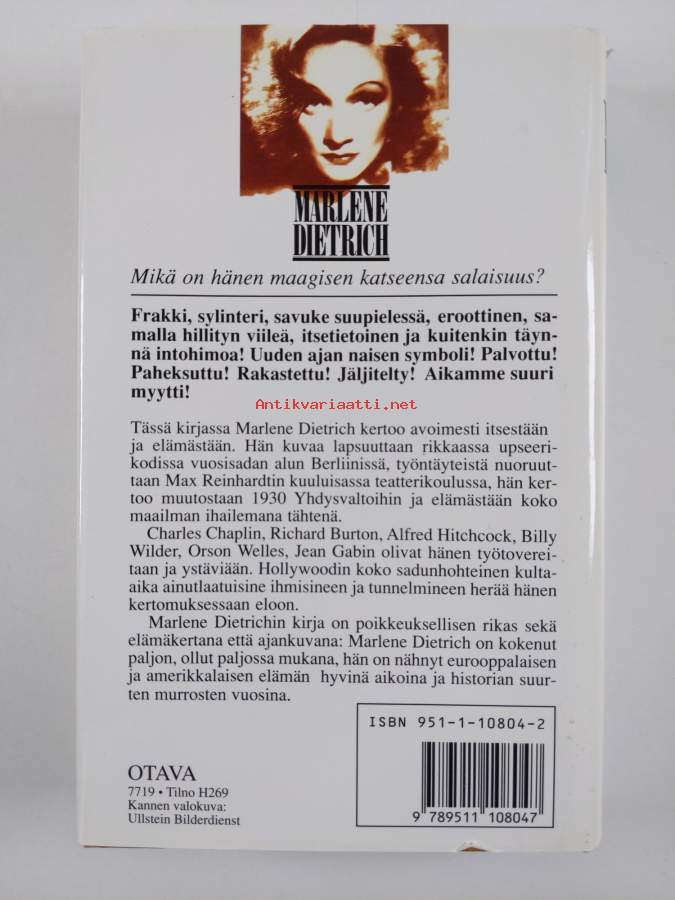 MARLENE
DIETRICH
Mikä on hänen maagisen katseensa salaisuus?
Frakki, sylinteri, savuke suupielessä, eroottinen, sa-
malla hillityn viileä, itsetietoinen ja kuitenkin täyn-
nä intohimoa! Uuden ajan naisen symboli! Palvottu!
Paheksuttu! Rakastettu! Jäljitelty! Aikamme suuri
myytti!
Antikvariaatti.net
Tässä kirjassa Marlene Dietrich kertoo avoimesti itsestään
ja elämästään. Hän kuvaa lapsuuttaan rikkaassa upseeri-
kodissa vuosisadan alun Berliinissä, työntäyteistä nuoruut-
taan Max Reinhardtin kuuluisassa teatterikoulussa, hän ker-
too muutostaan 1930 Yhdysvaltoihin ja elämästään koko
maailman ihailemana tähtenä.
Charles Chaplin, Richard Burton, Alfred Hitchcock, Billy
Wilder, Orson Welles, Jean Gabin olivat hänen työtoverei-
taan ja ystäviään. Hollywoodin koko sadunhohteinen kulta-
aika ainutlaatuisine ihmisineen ja tunnelmineen herää hänen
kertomuksessaan eloon.
Marlene Dietrichin kirja on poikkeuksellisen rikas sekä
elämäkertana että ajankuvana: Marlene Dietrich on kokenut
paljon, ollut paljossa mukana, hän on nähnyt eurooppalaisen
ja amerikkalaisen elämän hyvinä aikoina ja historian suur-
ten murrosten vuosina.
ISBN 951-1-10804-2
OTAVA
7719 • Tilno H269
Kannen valokuva:
Ullstein Bilderdienst
9 789511 108047